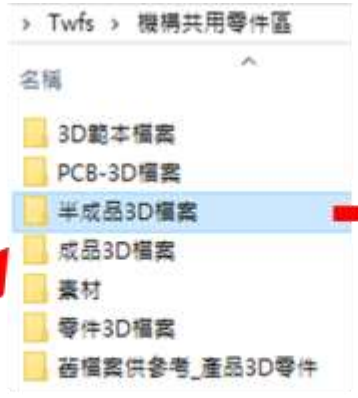 > Twfs > 機構共用零件區
名稱
3D範本檔案
PCB-3D檔案
半成品3D檔案
成品3D檔案
素材
零件3D檔案
舊檔案供參考_產品3D零件